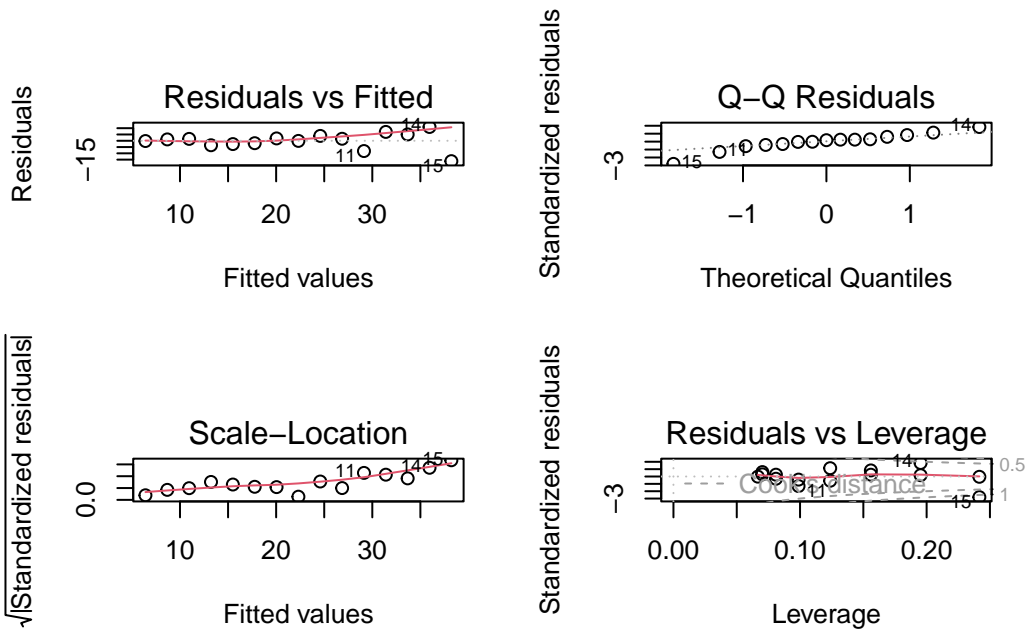 Residuals vs Fitted
Residuals
−15
14
11
15
10 20 30
Fitted values
Q−Q Residuals
Standardized residuals
−3
15
11
14
−1 0 1
Theoretical Quantiles
Scale−Location
√|Standardized residuals|
0.0
11
14
15
10 20 30
Fitted values
Residuals vs Leverage
Standardized residuals
−3
14
0.5
Cook's distance
11
1
15
0.00 0.10 0.20
Leverage